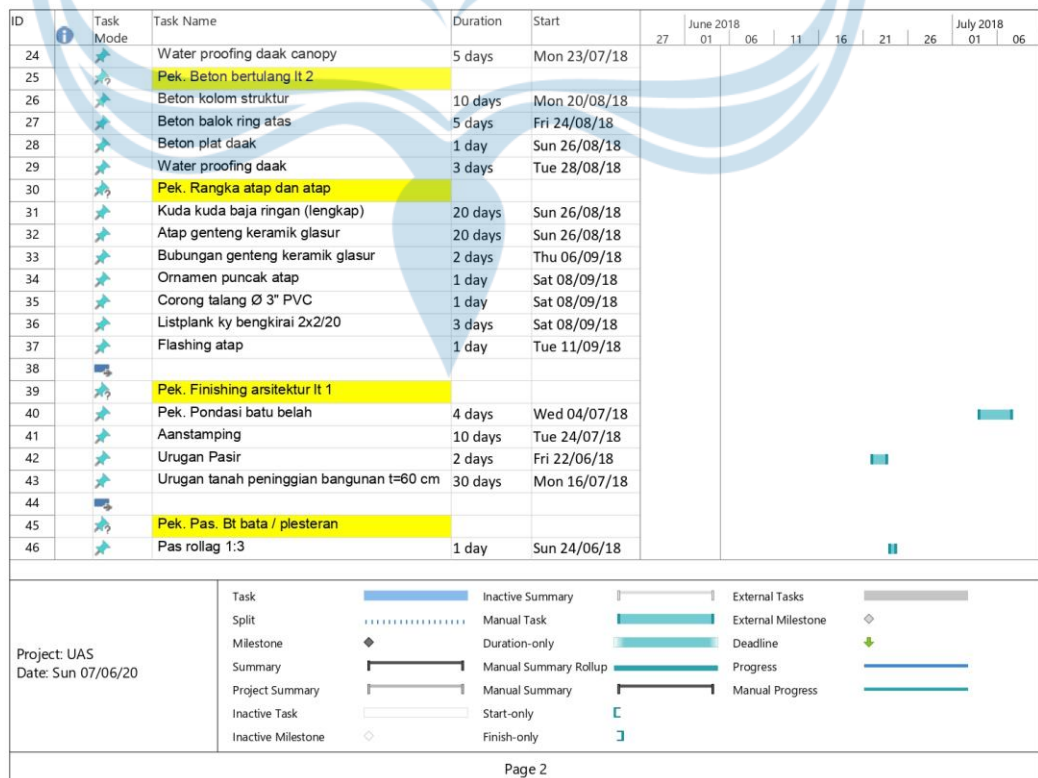 ID Task Mode Task Name Duration Start June 2018 July 2018
27 01 06 11 16 21 26 01 06
24 Water proofing daak canopy 5 days Mon 23/07/18
25 Pek. Beton bertulang lt 2
26 Beton kolom struktur 10 days Mon 20/08/18
27 Beton balok ring atas 5 days Fri 24/08/18
28 Beton plat daak 1 day Sun 26/08/18
29 Water proofing daak 3 days Tue 28/08/18
30 Pek. Rangka atap dan atap
31 Kuda kuda baja ringan (lengkap) 20 days Sun 26/08/18
32 Atap genteng keramik glasur 20 days Sun 26/08/18
33 Bubungan genteng keramik glasur 2 days Thu 06/09/18
34 Ornamen puncak atap 1 day Sat 08/09/18
35 Corong talang Ø 3" PVC 1 day Sat 08/09/18
36 Listplank ky bengkirai 2x2/20 3 days Sat 08/09/18
37 Flashing atap 1 day Tue 11/09/18
38
39 Pek. Finishing arsitektur lt 1
40 Pek. Pondasi batu belah 4 days Wed 04/07/18
41 Aanstamping 10 days Tue 24/07/18
42 Urugan Pasir 2 days Fri 22/06/18
43 Urugan tanah peninggian bangunan t=60 cm 30 days Mon 16/07/18
44
45 Pek. Pas. Bt bata / plesteran
46 Pas rollag 1:3 1 day Sun 24/06/18
Project: UAS
Date: Sun 07/06/20
Task Inactive Summary External Tasks
Split Manual Task External Milestone
Milestone Duration-only Deadline
Summary Manual Summary Rollup Progress
Project Summary Manual Summary Manual Progress
Inactive Task Start-only
Inactive Milestone Finish-only
Page 2